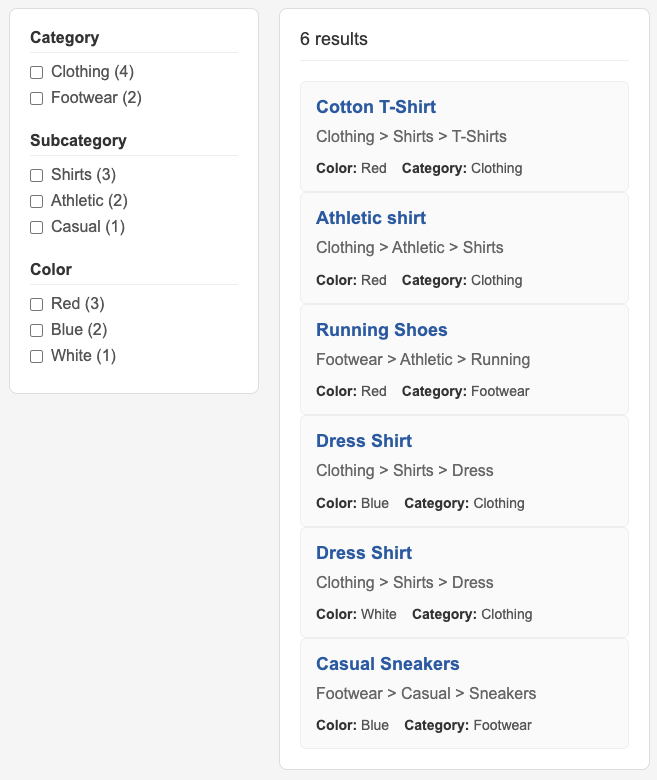 Category
Clothing (4)
Footwear (2)
Subcategory
Shirts (3)
Athletic (2)
Casual (1)
Color
Red (3)
Blue (2)
White (1)
6 results
Cotton T-Shirt
Clothing > Shirts > T-Shirts
Color: Red Category: Clothing
Athletic shirt
Clothing > Athletic > Shirts
Color: Red Category: Clothing
Running Shoes
Footwear > Athletic > Running
Color: Red Category: Footwear
Dress Shirt
Clothing > Shirts > Dress
Color: Blue Category: Clothing
Dress Shirt
Clothing > Shirts > Dress
Color: White Category: Clothing
Casual Sneakers
Footwear > Casual > Sneakers
Color: Blue Category: Footwear